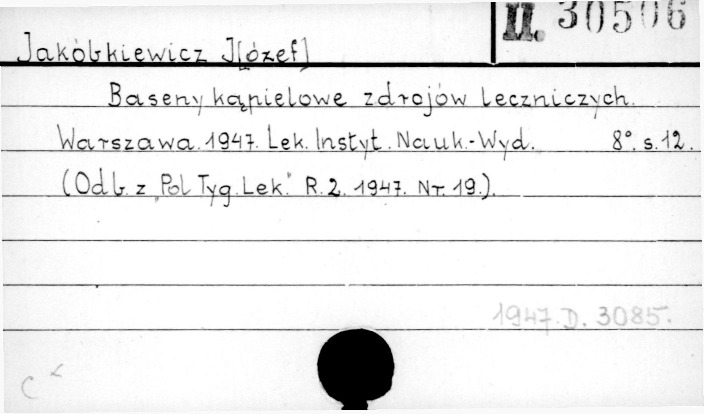 II. 30506
Jakóbkiewicz J[ózef]
Baseny kąpielowe zdrojów leczniczych.
Warszawa. 1947. Lek. Instyt. Nauk.-Wyd. 8°. s. 12.
(Odb. z „Pol Tyg. Lek." R. 2. 1947. Nr. 19.).
1947. D. 3085.
C